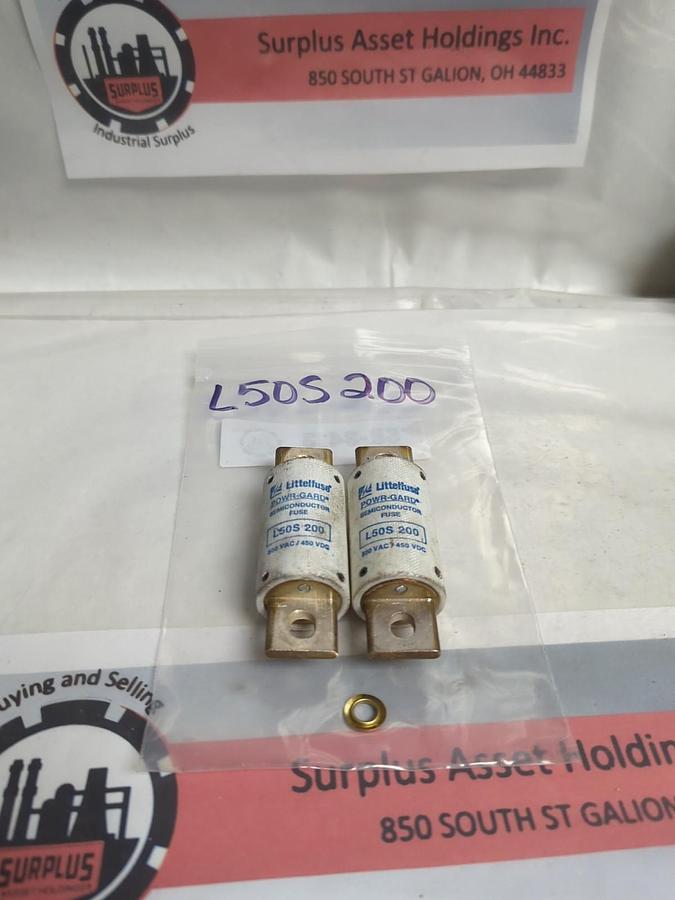 Surplus Asset Holdings Inc.
850 SOUTH ST GALION, OH 44833
SURPLUS
Industrial Surplus
L50S 200
Littelfuse
POWR-GARD®
SEMICONDUCTOR
FUSE
L50S 200
500 VAC / 450 VDC
Littelfuse
POWR-GARD®
SEMICONDUCTOR
FUSE
L50S 200
500 VAC / 450 VDC
uying and Selling
Surplus Asset Holdin
850 SOUTH ST GALION
SURPLUS
ASSET HOLDINGS